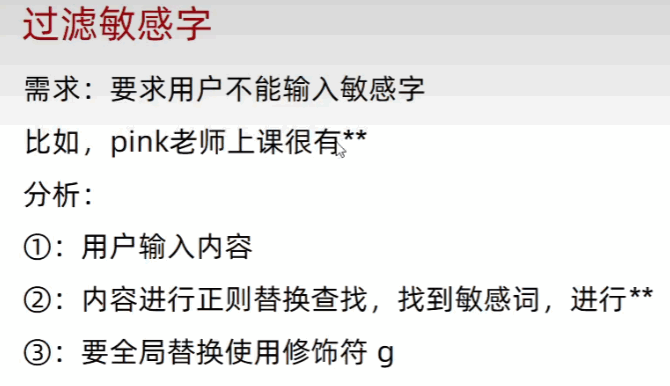 过滤敏感字
需求：要求用户不能输入敏感字
比如，pink老师上课很有**
分析：
①：用户输入内容
②：内容进行正则替换查找，找到敏感词，进行**
③：要全局替换使用修饰符 g